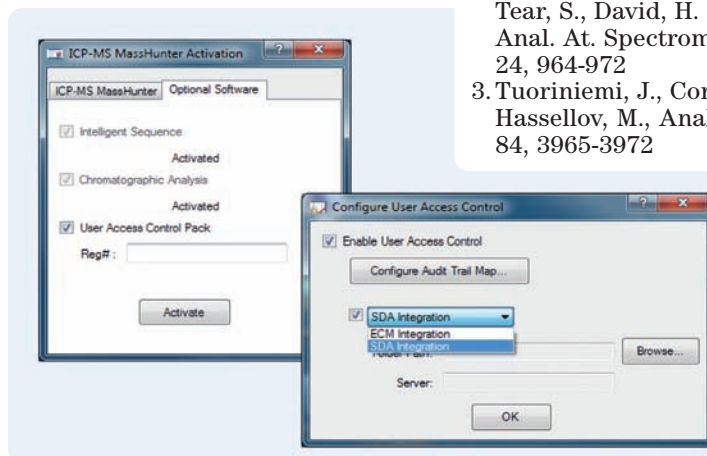 Tear, S., David, H.
Anal. At. Spectrom
24, 964-972
3. Tuoriniemi, J., Cor
Hassellov, M., Anal
84, 3965-3972
ICP-MS MassHunter Activation
ICP-MS MassHunter Optional Software
Intelligent Sequence
Activated
Chromatographic Analysis
Activated
User Access Control Pack
Reg# :
Activate
Configure User Access Control
Enable User Access Control
Configure Audit Trail Map...
SDA Integration
ECM Integration
SDA Integration
Browse...
Server:
OK